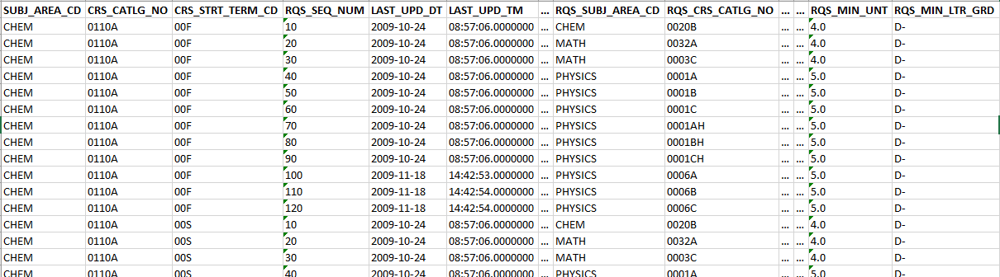 SUBJ_AREA_CD CRS_CATLG_NO CRS_STRT_TERM_CD RQS_SEQ_NUM LAST_UPD_DT LAST_UPD_TM ... RQS_SUBJ_AREA_CD RQS_CRS_CATLG_NO ... ... RQS_MIN_UNT RQS_MIN_LTR_GRD
CHEM 0110A 00F 10 2009-10-24 08:57:06.0000000 ... CHEM 0020B ... ... 4.0 D-
CHEM 0110A 00F 20 2009-10-24 08:57:06.0000000 ... MATH 0032A ... ... 4.0 D-
CHEM 0110A 00F 30 2009-10-24 08:57:06.0000000 ... MATH 0003C ... ... 4.0 D-
CHEM 0110A 00F 40 2009-10-24 08:57:06.0000000 ... PHYSICS 0001A ... ... 5.0 D-
CHEM 0110A 00F 50 2009-10-24 08:57:06.0000000 ... PHYSICS 0001B ... ... 5.0 D-
CHEM 0110A 00F 60 2009-10-24 08:57:06.0000000 ... PHYSICS 0001C ... ... 5.0 D-
CHEM 0110A 00F 70 2009-10-24 08:57:06.0000000 ... PHYSICS 0001AH ... ... 5.0 D-
CHEM 0110A 00F 80 2009-10-24 08:57:06.0000000 ... PHYSICS 0001BH ... ... 5.0 D-
CHEM 0110A 00F 90 2009-10-24 08:57:06.0000000 ... PHYSICS 0001CH ... ... 5.0 D-
CHEM 0110A 00F 100 2009-11-18 14:42:53.0000000 ... PHYSICS 0006A ... ... 5.0 D-
CHEM 0110A 00F 110 2009-11-18 14:42:54.0000000 ... PHYSICS 0006B ... ... 5.0 D-
CHEM 0110A 00F 120 2009-11-18 14:42:54.0000000 ... PHYSICS 0006C ... ... 5.0 D-
CHEM 0110A 00S 10 2009-10-24 08:57:06.0000000 ... CHEM 0020B ... ... 4.0 D-
CHEM 0110A 00S 20 2009-10-24 08:57:06.0000000 ... MATH 0032A ... ... 4.0 D-
CHEM 0110A 00S 30 2009-10-24 08:57:06.0000000 ... MATH 0003C ... ... 4.0 D-
CHEM 0110A 00S 40 2009-10-24 08:57:06.0000000 ... PHYSICS 0001A ... ... 5.0 D-